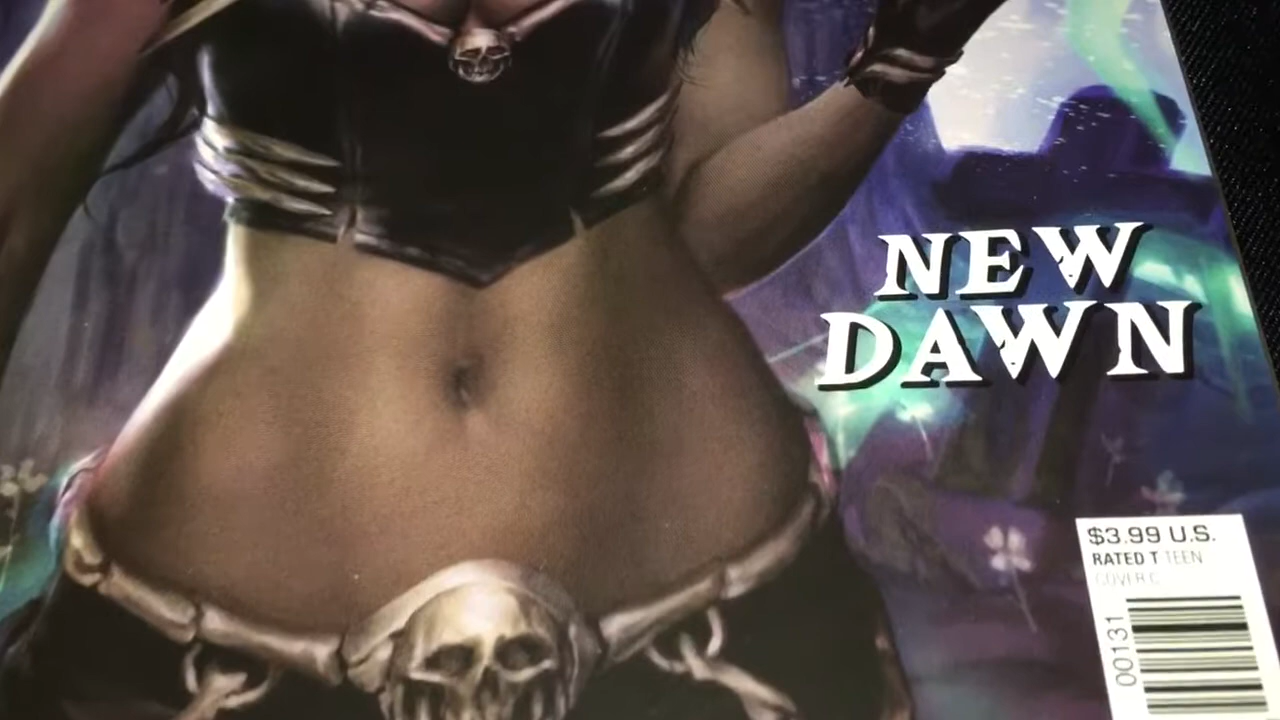 NEW
DAWN
$3.99 U.S.
RATED T TEEN
COVER C
00131